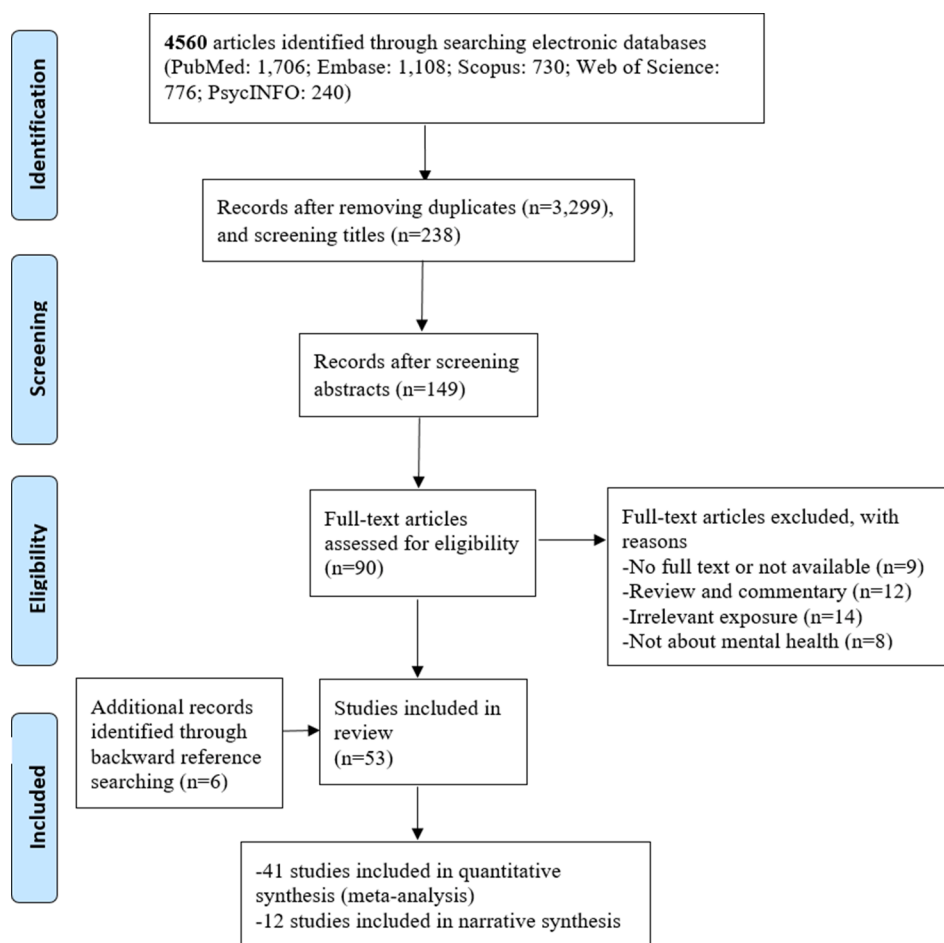 Identification
4560 articles identified through searching electronic databases
(PubMed: 1,706; Embase: 1,108; Scopus: 730; Web of Science:
776; PsycINFO: 240)
Records after removing duplicates (n=3,299),
and screening titles (n=238)
Screening
Records after screening
abstracts (n=149)
Eligibility
Full-text articles
assessed for eligibility
(n=90)
Full-text articles excluded, with
reasons
-No full text or not available (n=9)
-Review and commentary (n=12)
-Irrelevant exposure (n=14)
-Not about mental health (n=8)
Included
Additional records
identified through
backward reference
searching (n=6)
Studies included in
review
(n=53)
-41 studies included in quantitative
synthesis (meta-analysis)
-12 studies included in narrative synthesis